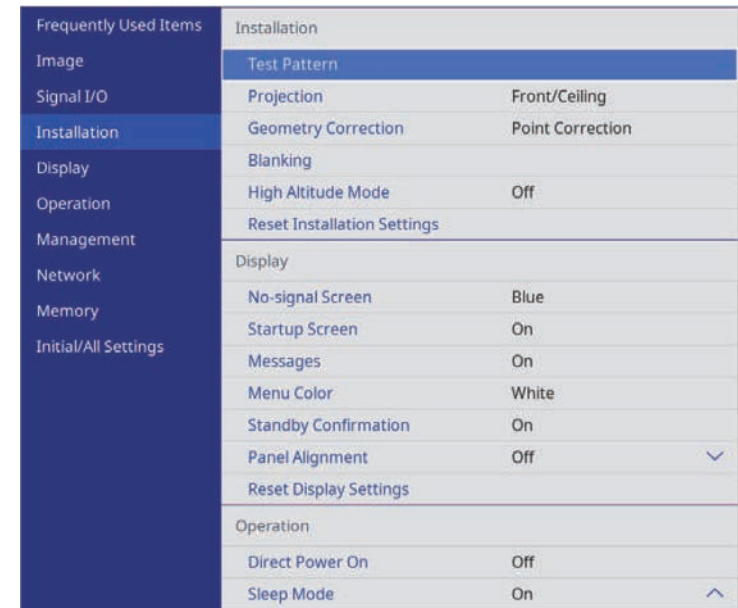 Frequently Used Items
Image
Signal I/O
Installation
Display
Operation
Management
Network
Memory
Initial/All Settings
Installation
Test Pattern
Projection Front/Ceiling
Geometry Correction Point Correction
Blanking
High Altitude Mode Off
Reset Installation Settings
Display
No-signal Screen Blue
Startup Screen On
Messages On
Menu Color White
Standby Confirmation On
Panel Alignment Off
Reset Display Settings
Operation
Direct Power On Off
Sleep Mode On